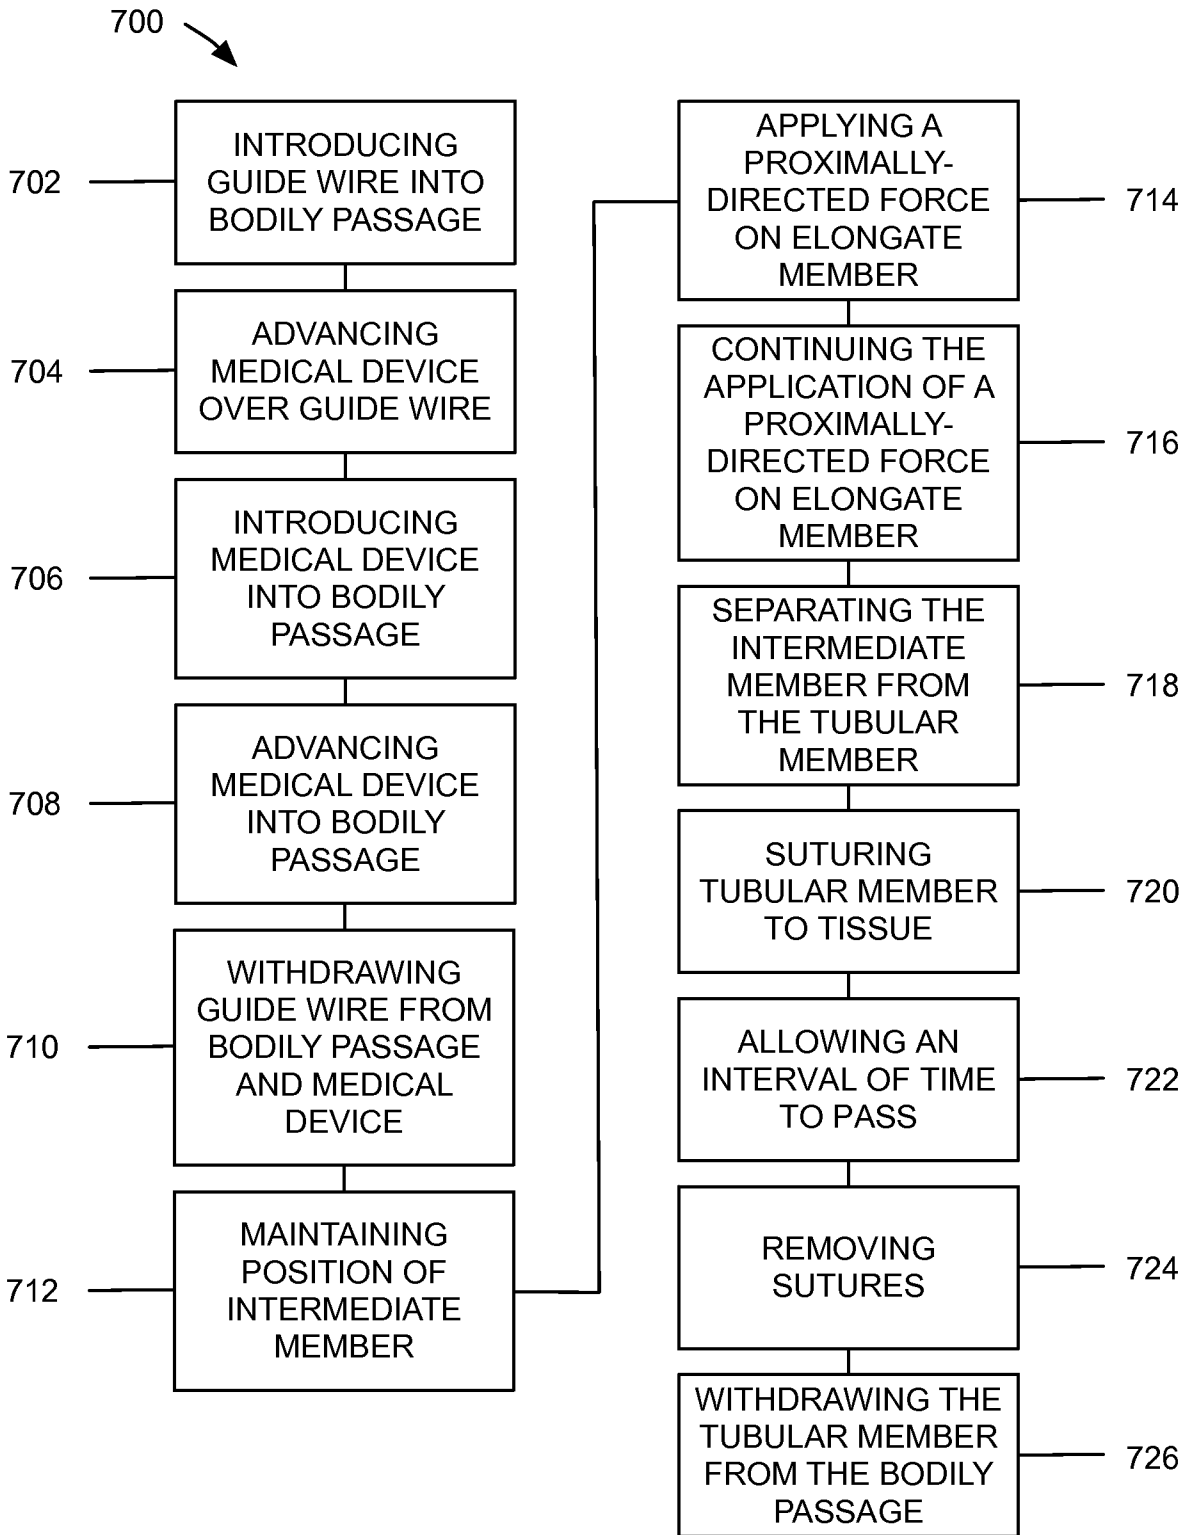 700
702
INTRODUCING
GUIDE WIRE INTO
BODILY PASSAGE
704
ADVANCING
MEDICAL DEVICE
OVER GUIDE WIRE
706
INTRODUCING
MEDICAL DEVICE
INTO BODILY
PASSAGE
708
ADVANCING
MEDICAL DEVICE
INTO BODILY
PASSAGE
710
WITHDRAWING
GUIDE WIRE FROM
BODILY PASSAGE
AND MEDICAL
DEVICE
712
MAINTAINING
POSITION OF
INTERMEDIATE
MEMBER
APPLYING A
PROXIMALLY-
DIRECTED FORCE
ON ELONGATE
MEMBER
714
CONTINUING THE
APPLICATION OF A
PROXIMALLY-
DIRECTED FORCE
ON ELONGATE
MEMBER
716
SEPARATING THE
INTERMEDIATE
MEMBER FROM
THE TUBULAR
MEMBER
718
SUTURING
TUBULAR MEMBER
TO TISSUE
720
ALLOWING AN
INTERVAL OF TIME
TO PASS
722
REMOVING
SUTURES
724
WITHDRAWING THE
TUBULAR MEMBER
FROM THE BODILY
PASSAGE
726